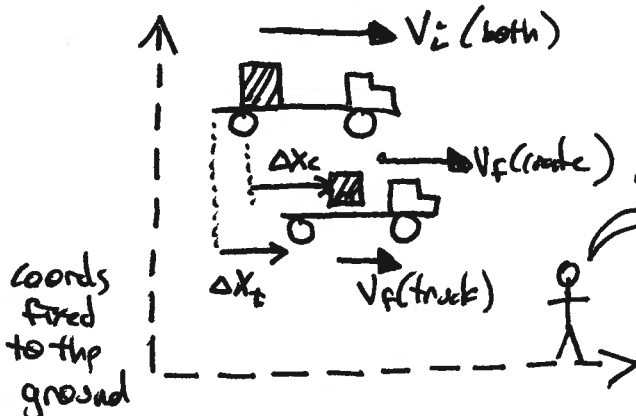 Vi (both)
ΔXc
Vf (crate)
ΔXt
Vf (truck)
coords
fixed
to the
ground